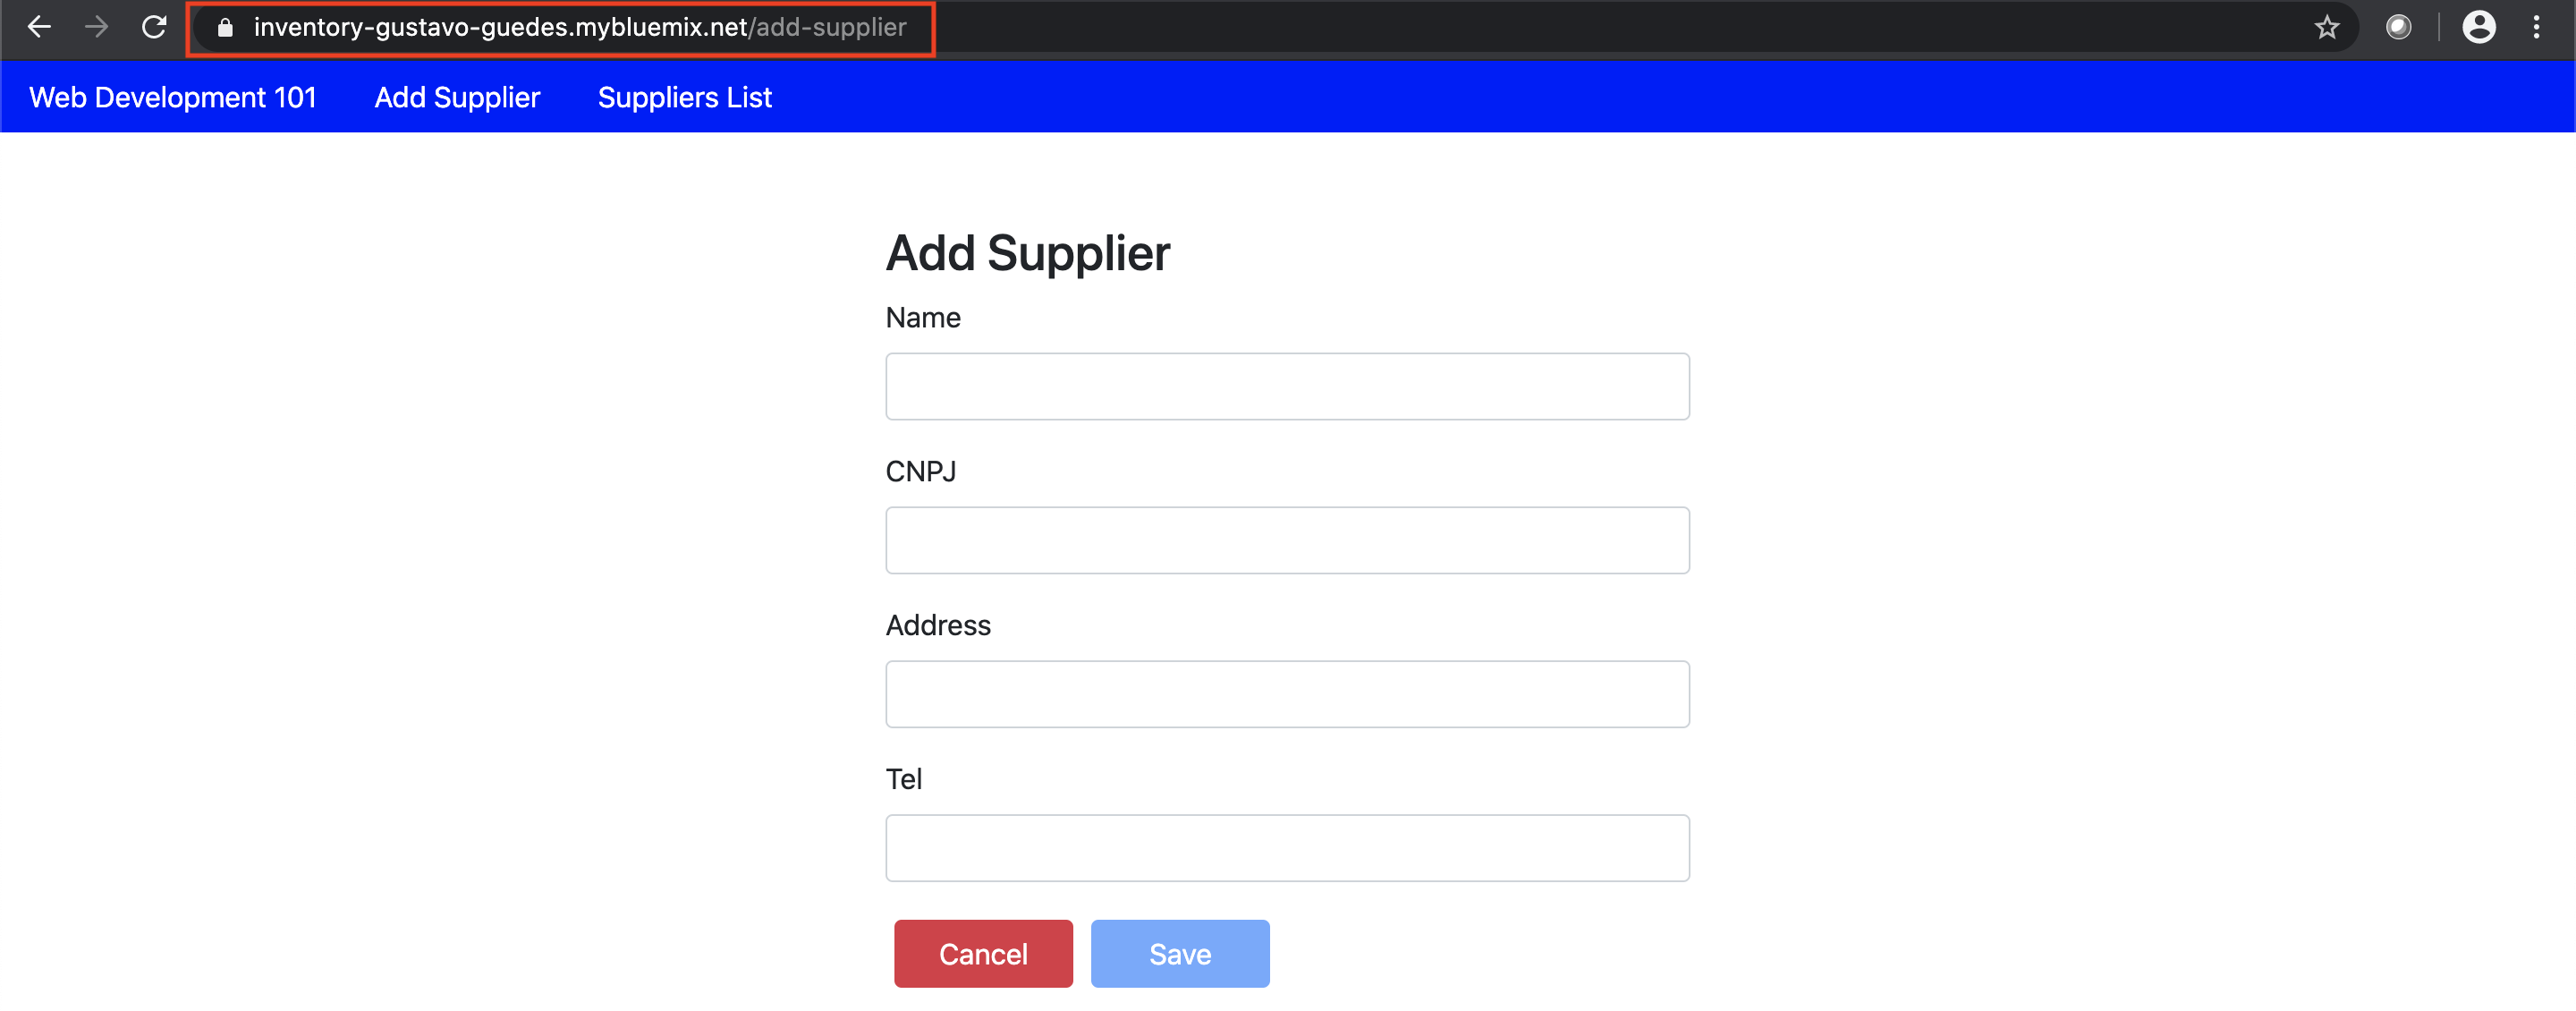 inventory-gustavo-guedes.mybluemix.net/add-supplier
Web Development 101 Add Supplier Suppliers List
Add Supplier
Name
CNPJ
Address
Tel
Cancel Save